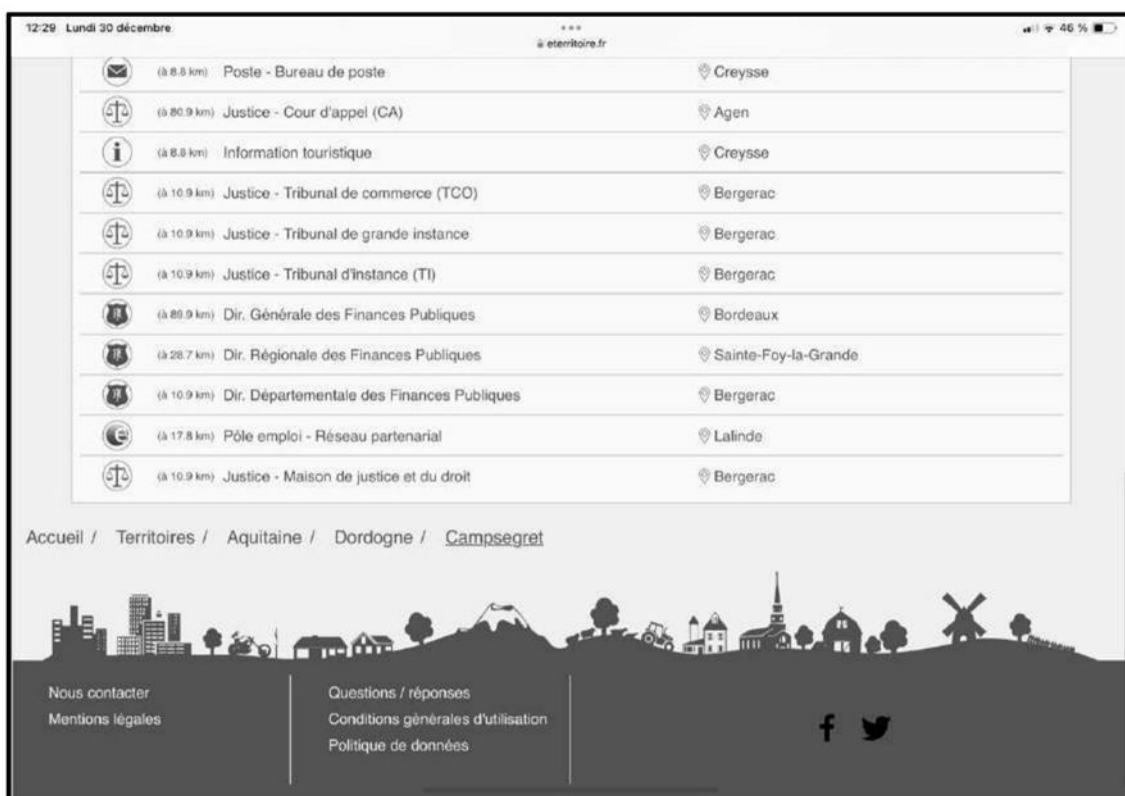 12:29 Lundi 30 décembre
46 %
eterritoire.fr
(à 8.8 km) Poste - Bureau de poste Creysse
(à 80.9 km) Justice - Cour d'appel (CA) Agen
(à 8.8 km) Information touristique Creysse
(à 10.9 km) Justice - Tribunal de commerce (TCO) Bergerac
(à 10.9 km) Justice - Tribunal de grande instance Bergerac
(à 10.9 km) Justice - Tribunal d'instance (TI) Bergerac
(à 89.9 km) Dir. Générale des Finances Publiques Bordeaux
(à 28.7 km) Dir. Régionale des Finances Publiques Sainte-Foy-la-Grande
(à 10.9 km) Dir. Départementale des Finances Publiques Bergerac
(à 17.8 km) Pôle emploi - Réseau partenarial Lalinde
(à 10.9 km) Justice - Maison de justice et du droit Bergerac
Accueil / Territoires / Aquitaine / Dordogne / Campsegret
Nous contacter
Mentions légales
Questions / réponses
Conditions générales d'utilisation
Politique de données